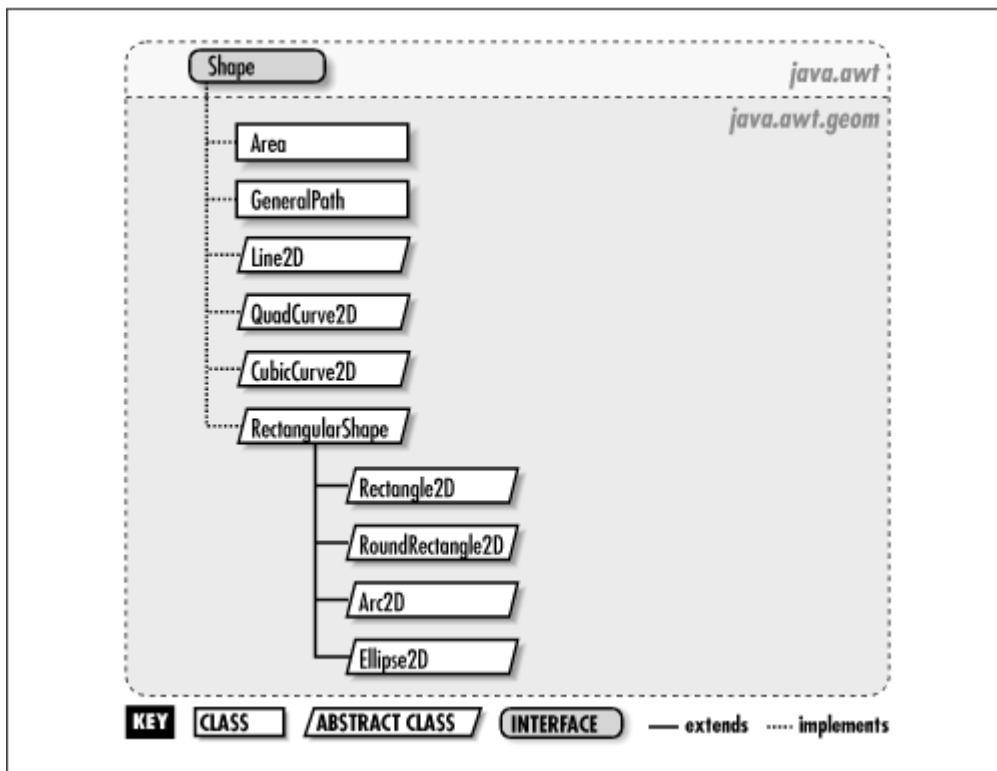 Shape
java.awt
java.awt.geom
Area
GeneralPath
Line2D
QuadCurve2D
CubicCurve2D
RectangularShape
Rectangle2D
RoundRectangle2D
Arc2D
Ellipse2D
KEY CLASS ABSTRACT CLASS INTERFACE extends implements